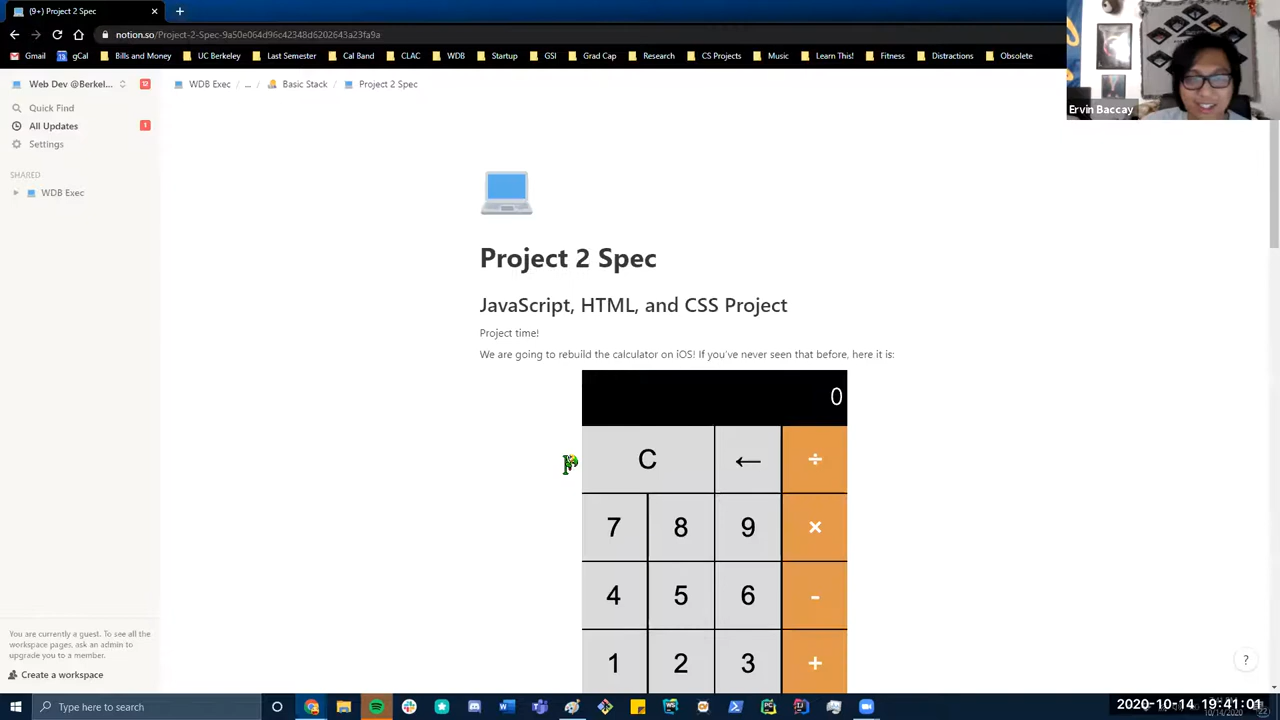 (9+) Project 2 Spec
notion.so/Project-2-Spec-9a50e064d96c42348d6202643a23fa9a
Gmail gCal Bills and Money UC Berkeley Last Semester Cal Band CLAC WDB Startup GSI Grad Cap Research CS Projects Music Learn This! Fitness Distractions Obsolete
Web Dev @Berkel... 12 WDB Exec / ... / Basic Stack / Project 2 Spec
Quick Find
All Updates 1
Settings
SHARED
WDB Exec
Ervin Baccay
Project 2 Spec
JavaScript, HTML, and CSS Project
Project time!
We are going to rebuild the calculator on iOS! If you've never seen that before, here it is:
0
C ← ÷
7 8 9 ×
4 5 6 -
1 2 3 +
You are currently a guest. To see all the
workspace pages, ask an admin to
upgrade you to a member.
Create a workspace
?
Type here to search
2020-10-14 19:41:01